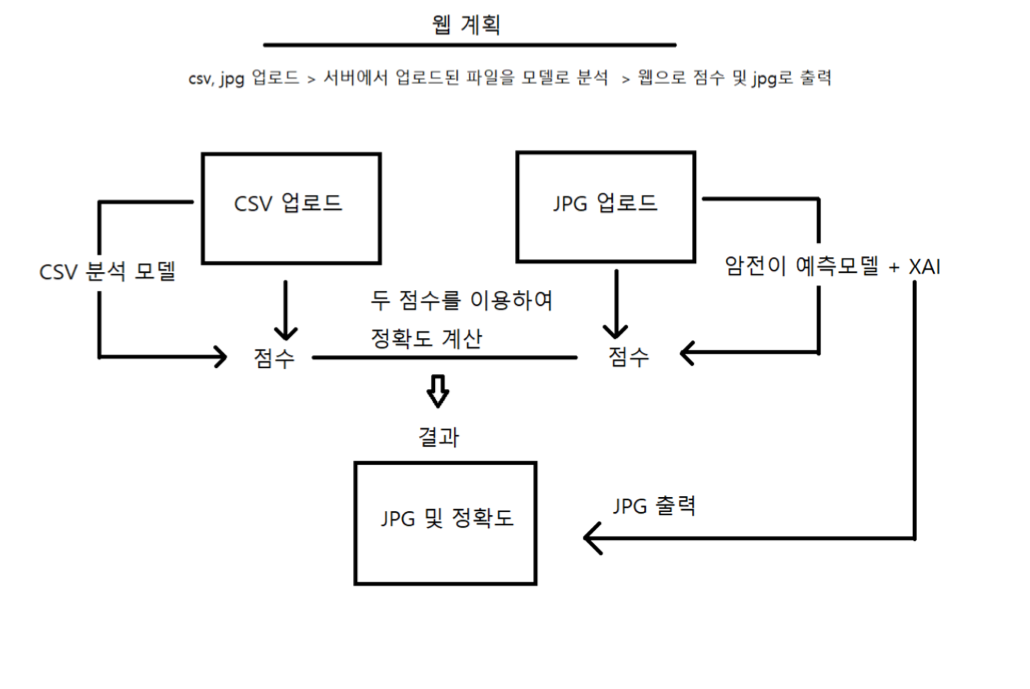 웹 계획
csv, jpg 업로드 > 서버에서 업로드된 파일을 모델로 분석 > 웹으로 점수 및 jpg로 출력
CSV 업로드
JPG 업로드
CSV 분석 모델
암전이 예측모델 + XAI
두 점수를 이용하여
정확도 계산
점수
점수
결과
JPG 및 정확도
JPG 출력